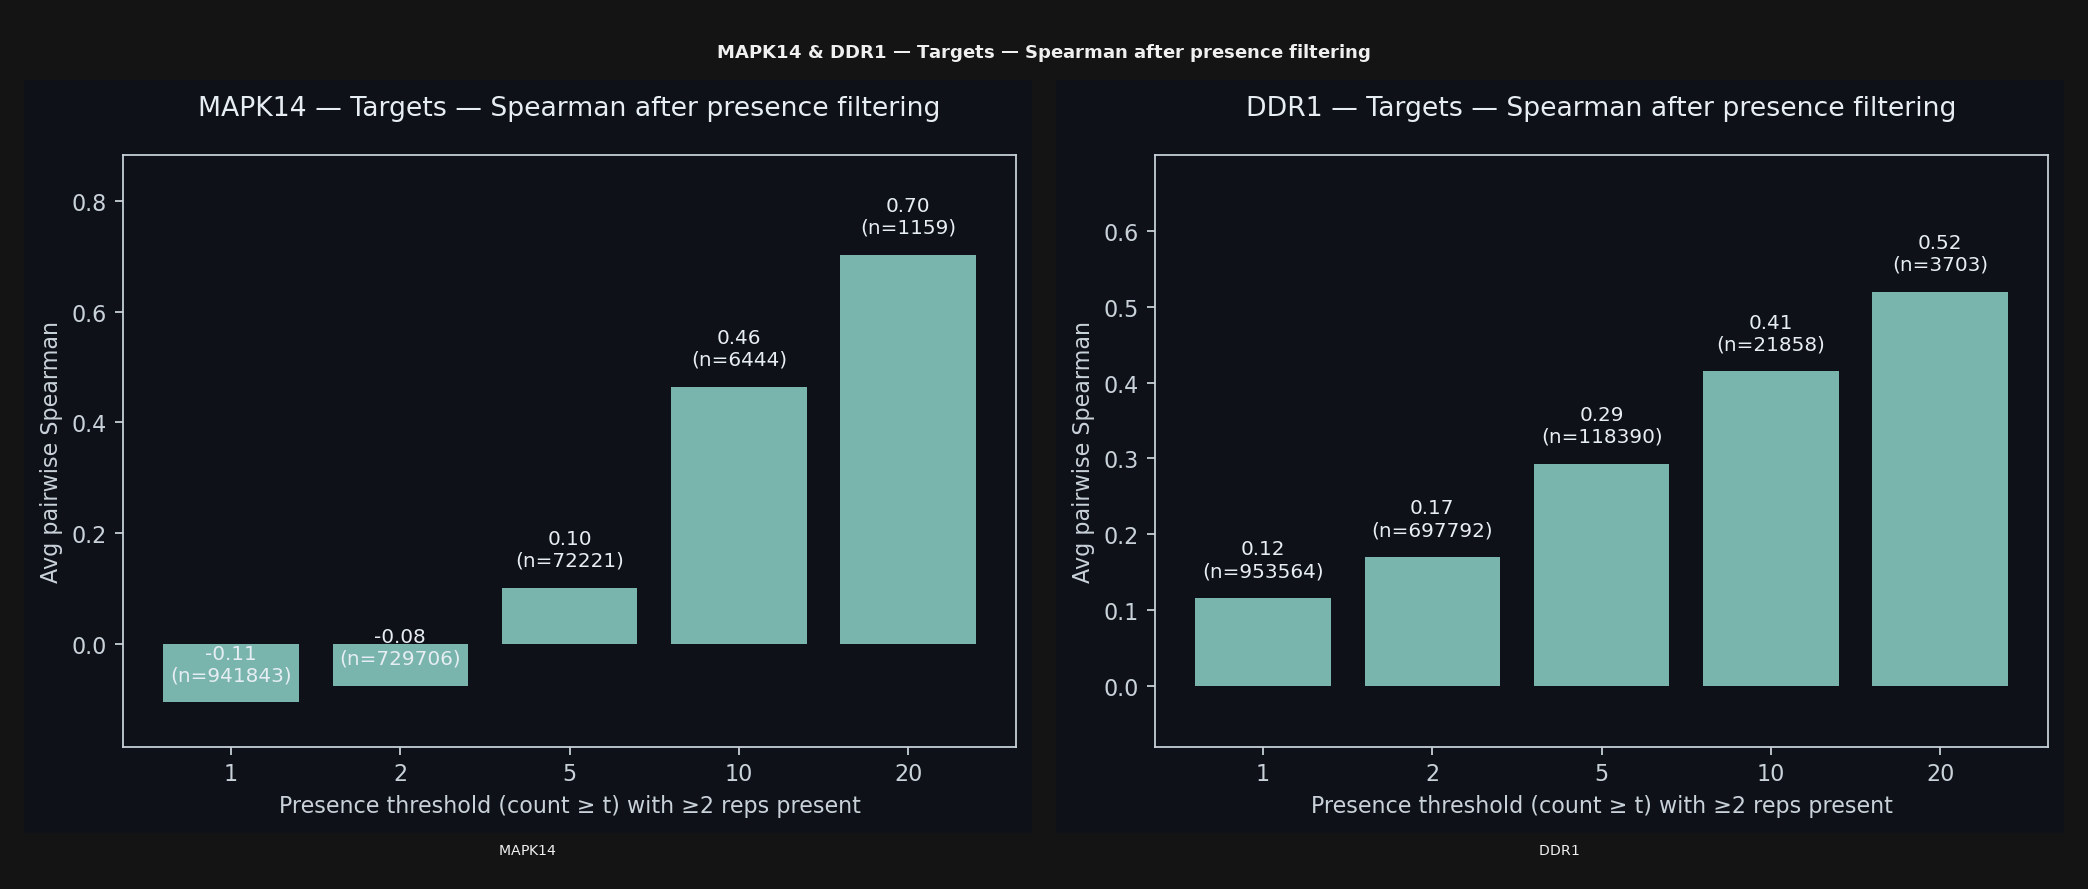 MAPK14 & DDR1 — Targets — Spearman after presence filtering
MAPK14 — Targets — Spearman after presence filtering
Avg pairwise Spearman
0.8
0.6
0.4
0.2
0.0
-0.11
(n=941843)
-0.08
(n=729706)
0.10
(n=72221)
0.46
(n=6444)
0.70
(n=1159)
1
2
5
10
20
Presence threshold (count ≥ t) with ≥2 reps present
MAPK14
DDR1 — Targets — Spearman after presence filtering
Avg pairwise Spearman
0.6
0.5
0.4
0.3
0.2
0.1
0.0
0.12
(n=953564)
0.17
(n=697792)
0.29
(n=118390)
0.41
(n=21858)
0.52
(n=3703)
1
2
5
10
20
Presence threshold (count ≥ t) with ≥2 reps present
DDR1